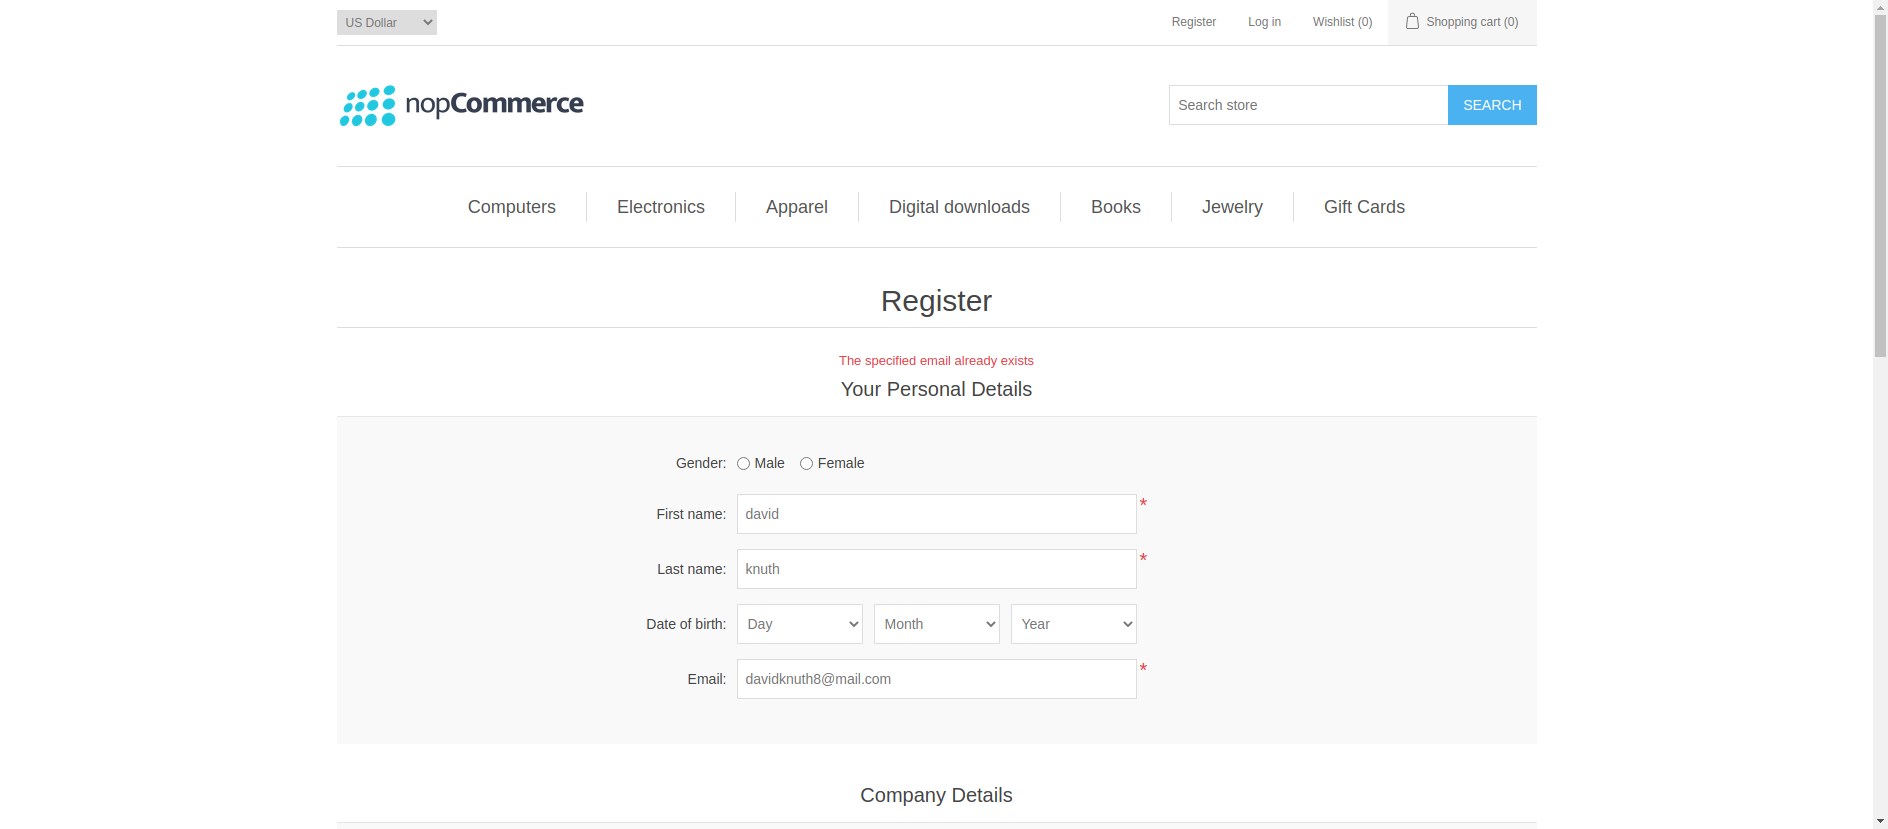 US Dollar
Register
Log in
Wishlist (0)
Shopping cart (0)
nopCommerce
Search store
SEARCH
Computers
Electronics
Apparel
Digital downloads
Books
Jewelry
Gift Cards
Register
The specified email already exists
Your Personal Details
Gender:
Male
Female
First name:
david
*
Last name:
knuth
*
Date of birth:
Day
Month
Year
Email:
davidknuth8@mail.com
*
Company Details